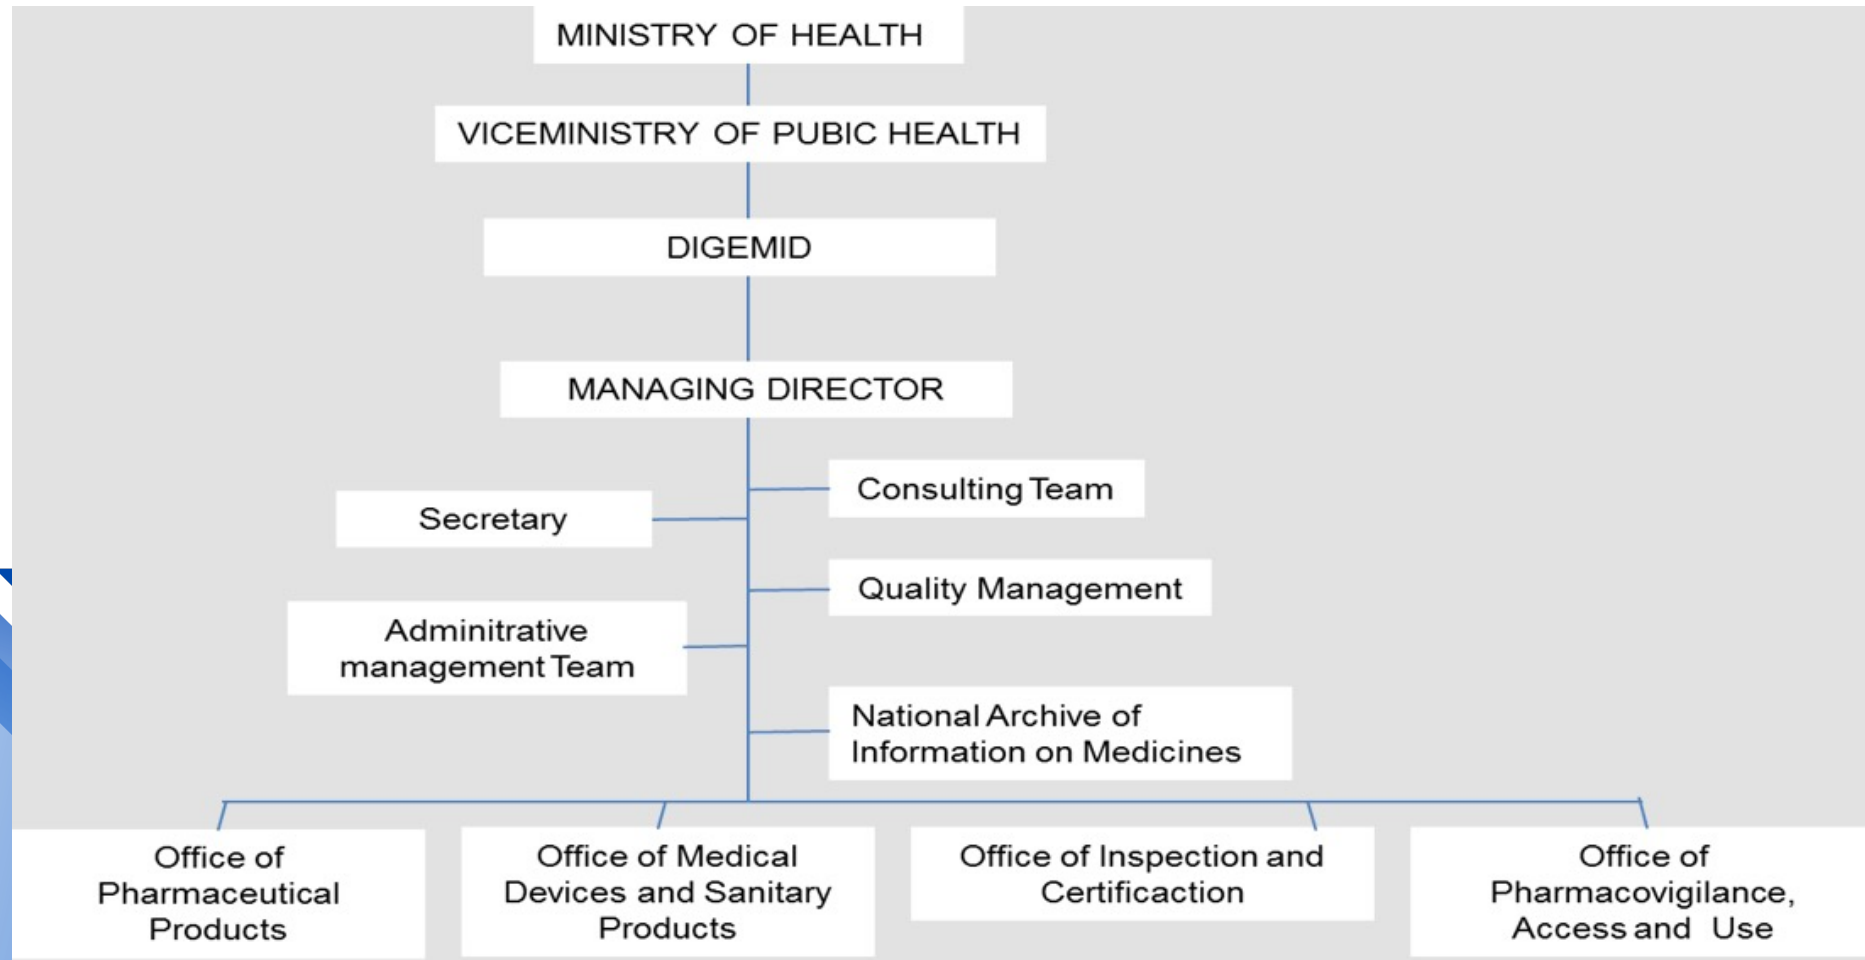 MINISTRY OF HEALTH
VICEMINISTRY OF PUBIC HEALTH
DIGEMID
MANAGING DIRECTOR
Consulting Team
Secretary
Quality Management
Adminitrative
management Team
National Archive of
Information on Medicines
Office of
Pharmaceutical
Products
Office of Medical
Devices and Sanitary
Products
Office of Inspection and
Certificaction
Office of
Pharmacovigilance,
Access and Use